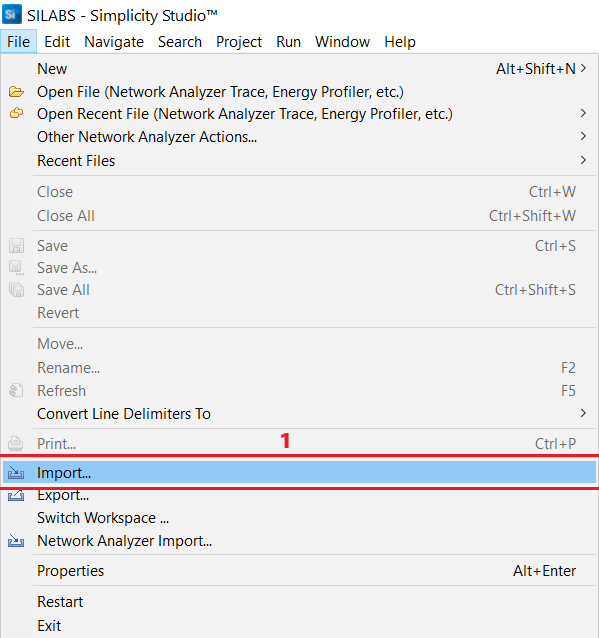 Si SILABS - Simplicity Studio™
File Edit Navigate Search Project Run Window Help
New Alt+Shift+N >
Open File (Network Analyzer Trace, Energy Profiler, etc.)
Open Recent File (Network Analyzer Trace, Energy Profiler, etc.) >
Other Network Analyzer Actions... >
Recent Files >
Close Ctrl+W
Close All Ctrl+Shift+W
Save Ctrl+S
Save As...
Save All Ctrl+Shift+S
Revert
Move...
Rename... F2
Refresh F5
Convert Line Delimiters To >
Print... 1 Ctrl+P
Import...
Export...
Switch Workspace ...
Network Analyzer Import...
Properties Alt+Enter
Restart
Exit